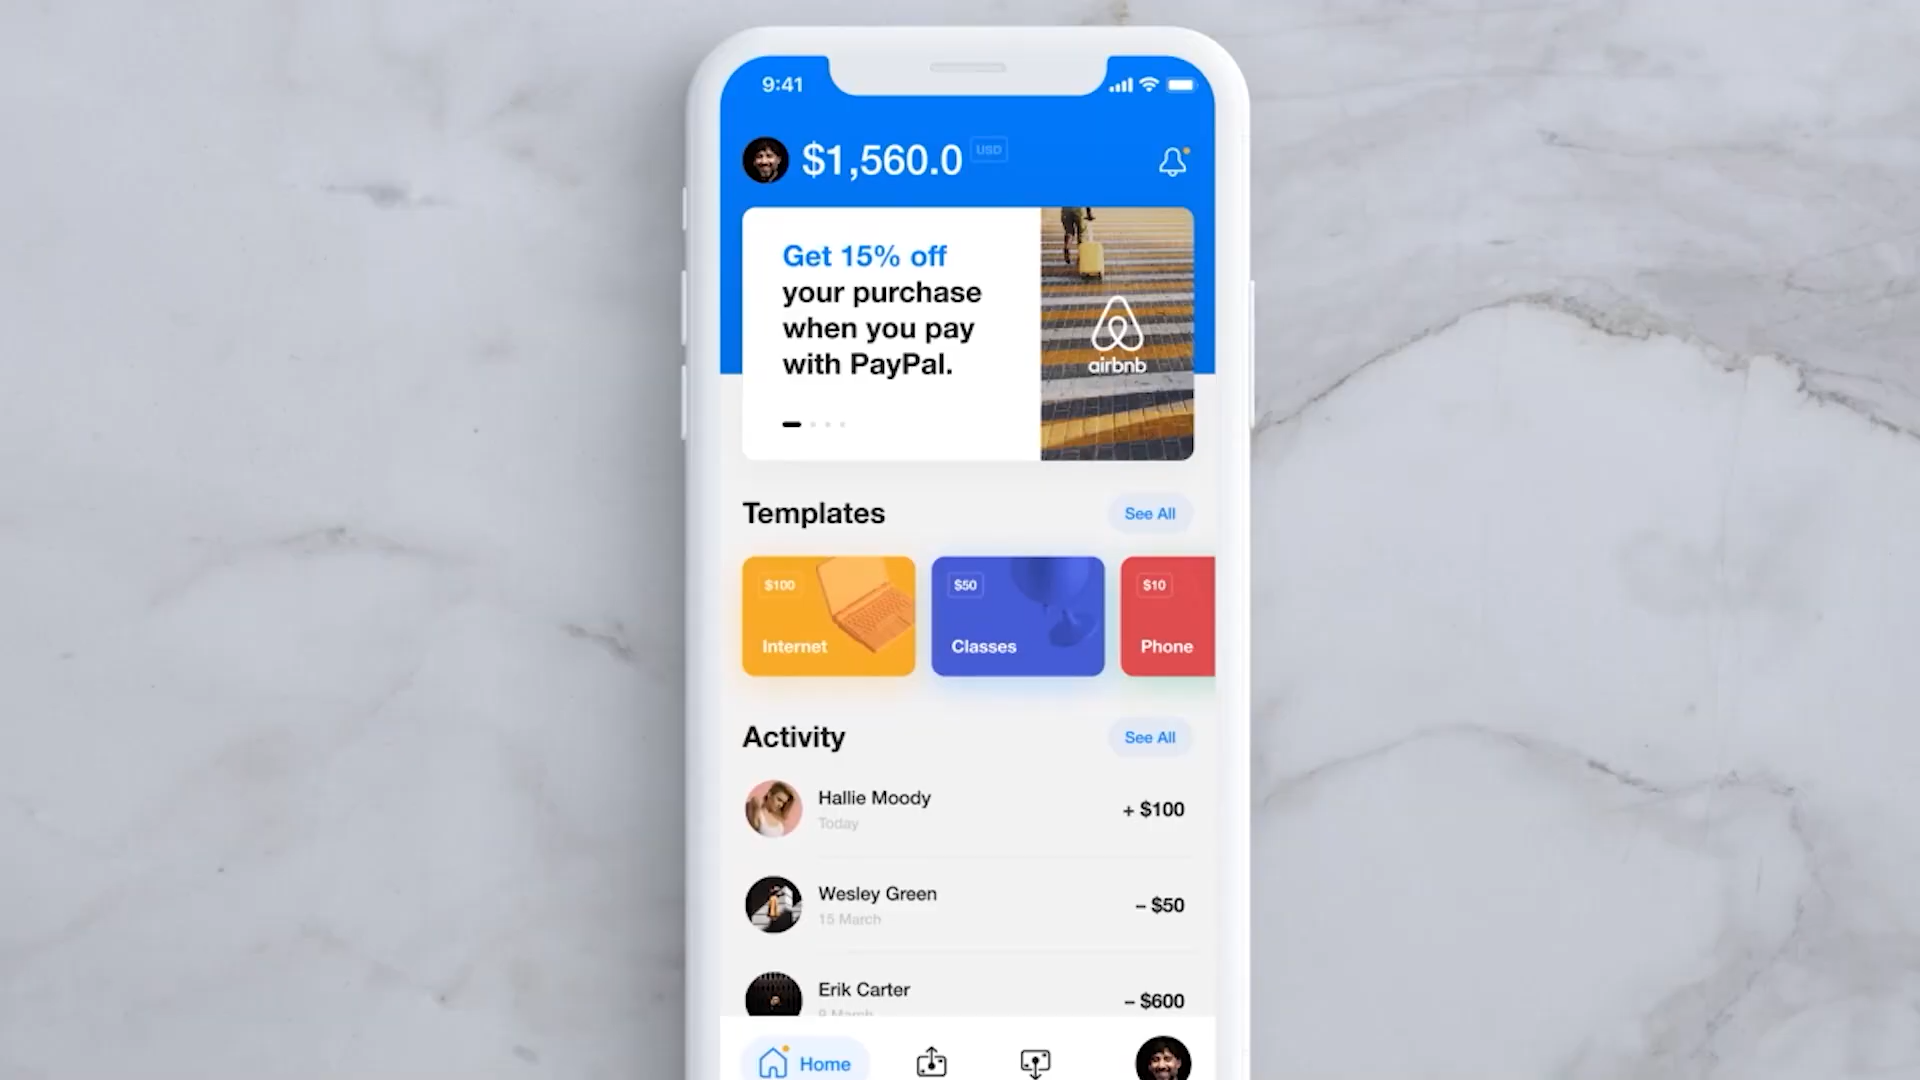 9:41
$1,560.0 USD
Get 15% off
your purchase
when you pay
with PayPal.
airbnb
Templates
See All
$100
Internet
$50
Classes
$10
Phone
Activity
See All
Hallie Moody
Today
+ $100
Wesley Green
15 March
– $50
Erik Carter
9 March
– $600
Home